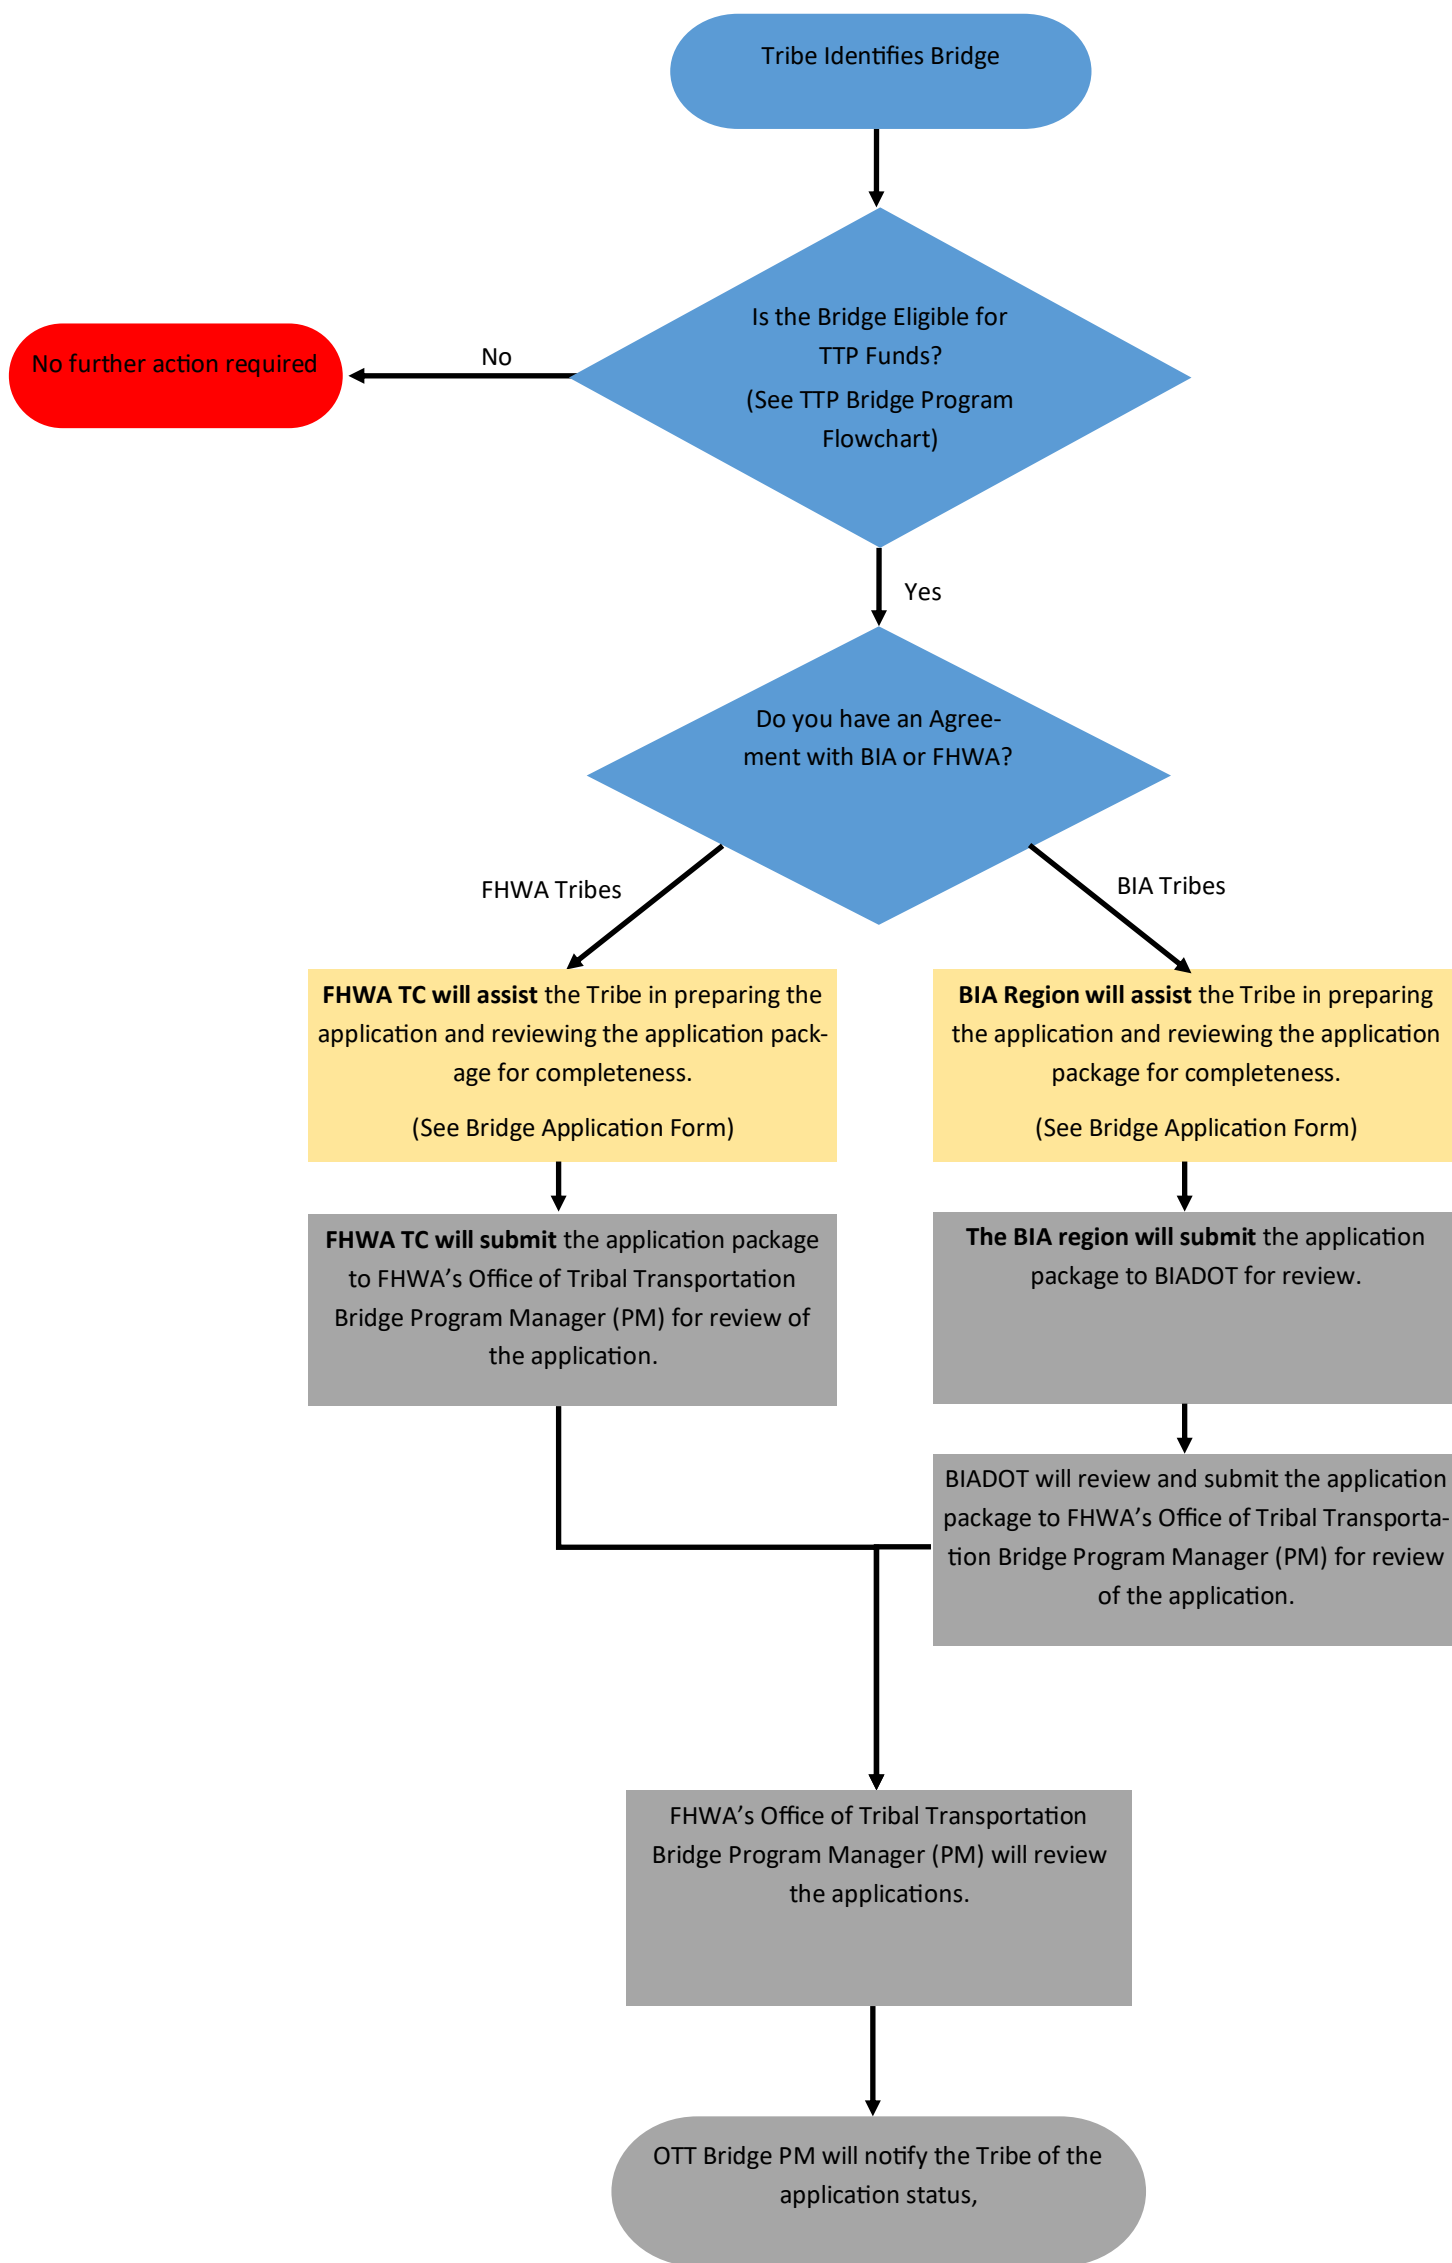 Tribe Identifies Bridge
Is the Bridge Eligible for
TTP Funds?
(See TTP Bridge Program
Flowchart)
No
No further action required
Yes
Do you have an Agree-
ment with BIA or FHWA?
FHWA Tribes
BIA Tribes
FHWA TC will assist the Tribe in preparing the
application and reviewing the application pack-
age for completeness.
(See Bridge Application Form)
BIA Region will assist the Tribe in preparing
the application and reviewing the application
package for completeness.
(See Bridge Application Form)
FHWA TC will submit the application package
to FHWA’s Office of Tribal Transportation
Bridge Program Manager (PM) for review of
the application.
The BIA region will submit the application
package to BIADOT for review.
BIADOT will review and submit the application
package to FHWA’s Office of Tribal Transporta-
tion Bridge Program Manager (PM) for review
of the application.
FHWA’s Office of Tribal Transportation
Bridge Program Manager (PM) will review
the applications.
OTT Bridge PM will notify the Tribe of the
application status,